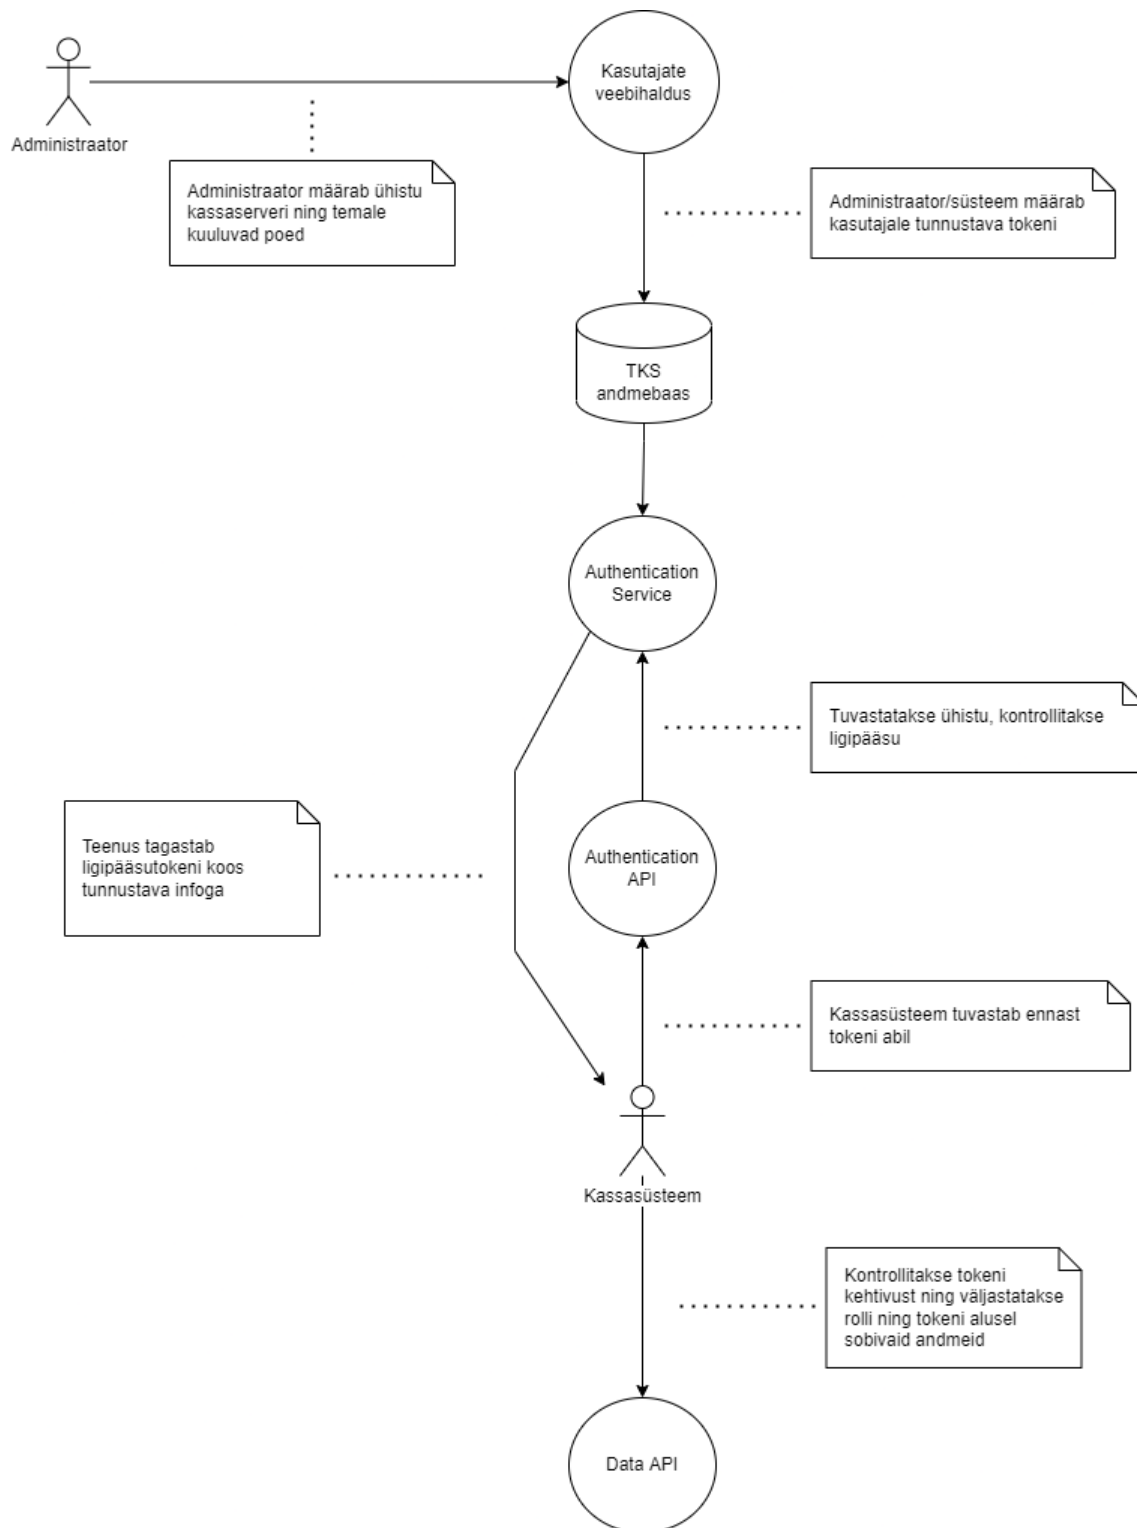 Kasutajate
veebihaldus
Administraator
Administraator määrab ühistu
kassaserveri ning temale
kuuluvad poed
Administraator/süsteem määrab
kasutajale tunnustava tokeni
TKS
andmebaas
Authentication
Service
Tuvastatakse ühistu, kontrollitakse
ligipääsu
Teenus tagastab
ligipääsutokeni koos
tunnustava infoga
Authentication
API
Kassasüsteem tuvastab ennast
tokeni abil
Kassasüsteem
Kontrollitakse tokeni
kehtivust ning väljastatakse
rolli ning tokeni alusel
sobivaid andmeid
Data API